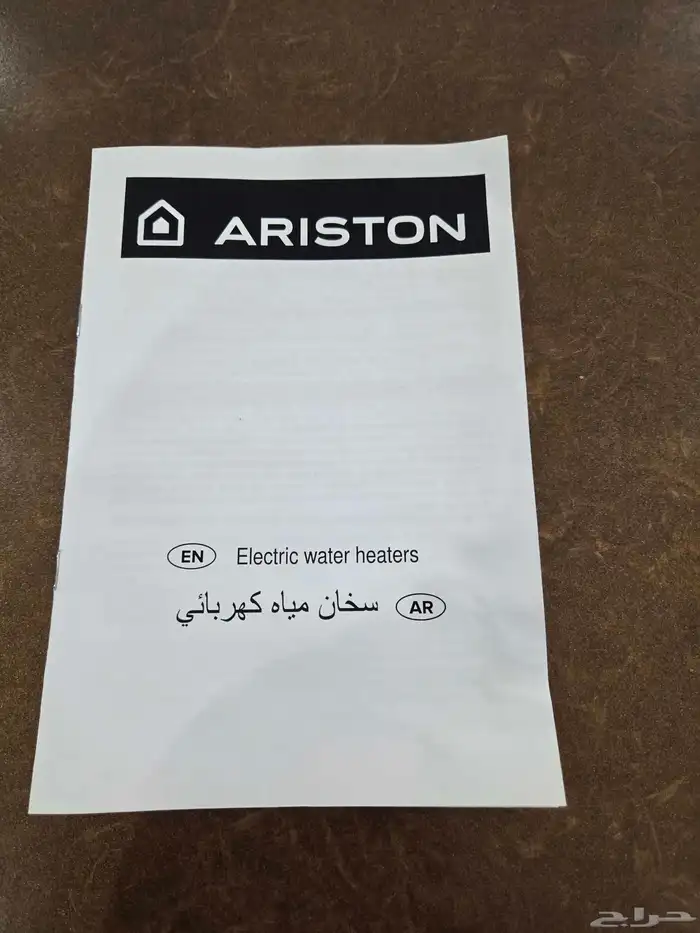 ARISTON
EN Electric water heaters
سخان مياه كهربائي AR
حراج